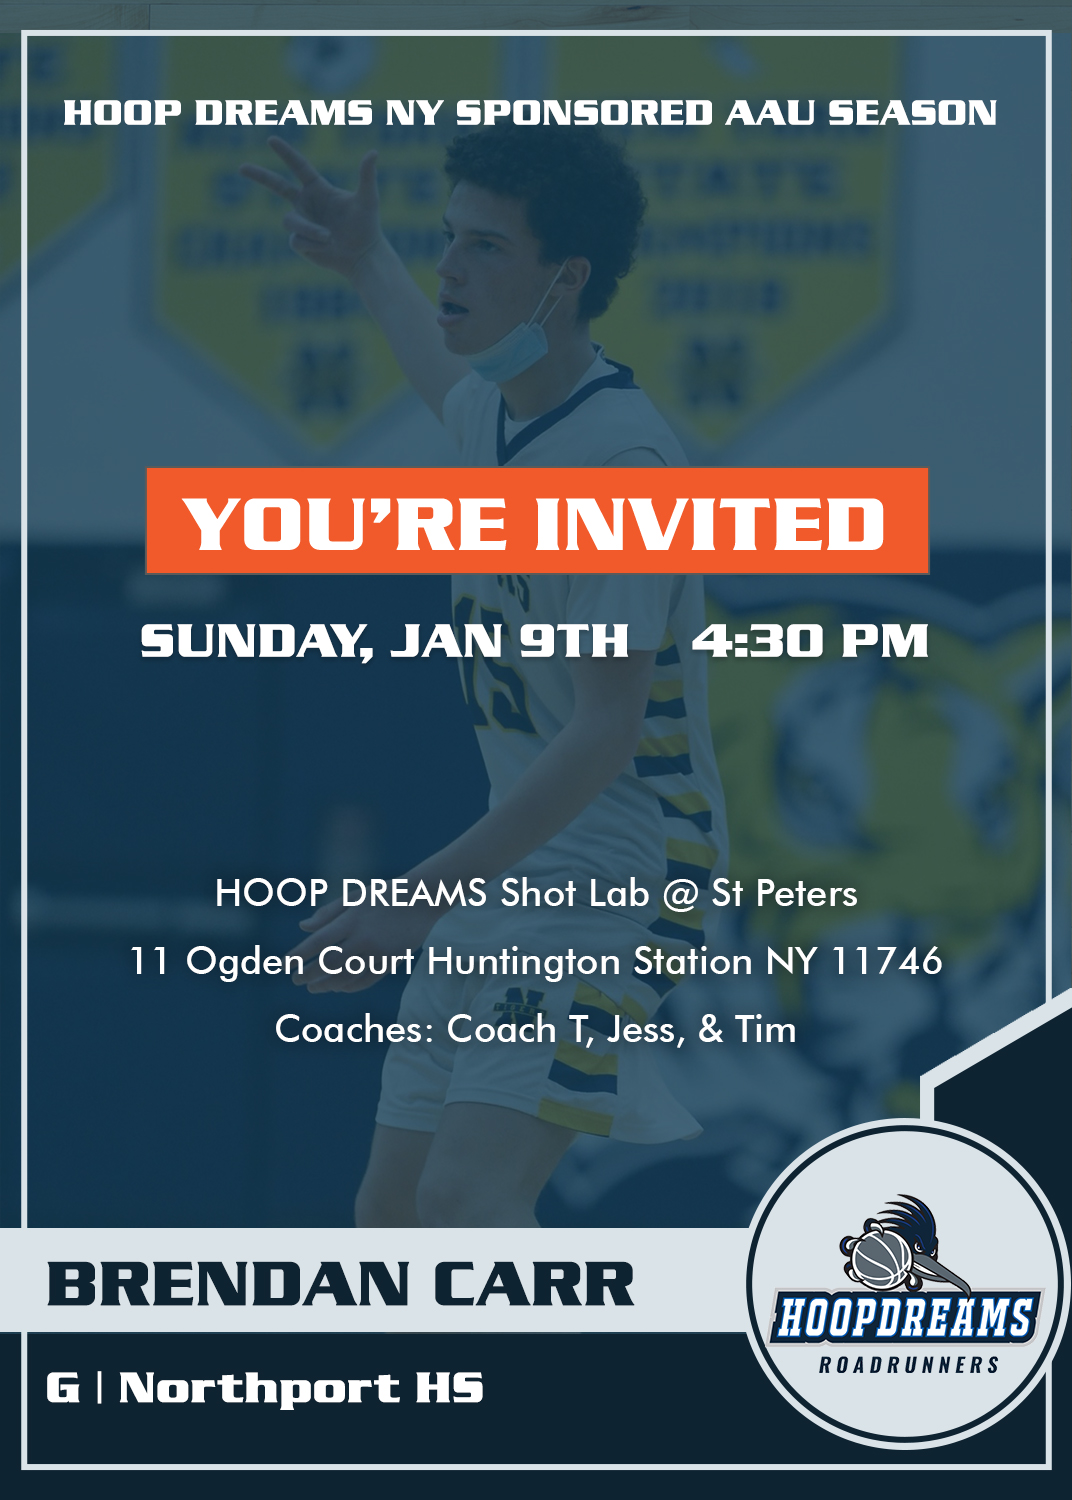 HOOP DREAMS NY SPONSORED AAU SEASON
YOU'RE INVITED
SUNDAY, JAN 9TH 4:30 PM
15
HOOP DREAMS Shot Lab @ St Peters
11 Ogden Court Huntington Station NY 11746
Coaches: Coach T, Jess, & Tim
N
BRENDAN CARR
G | Northport HS
HOOPDREAMS
ROADRUNNERS